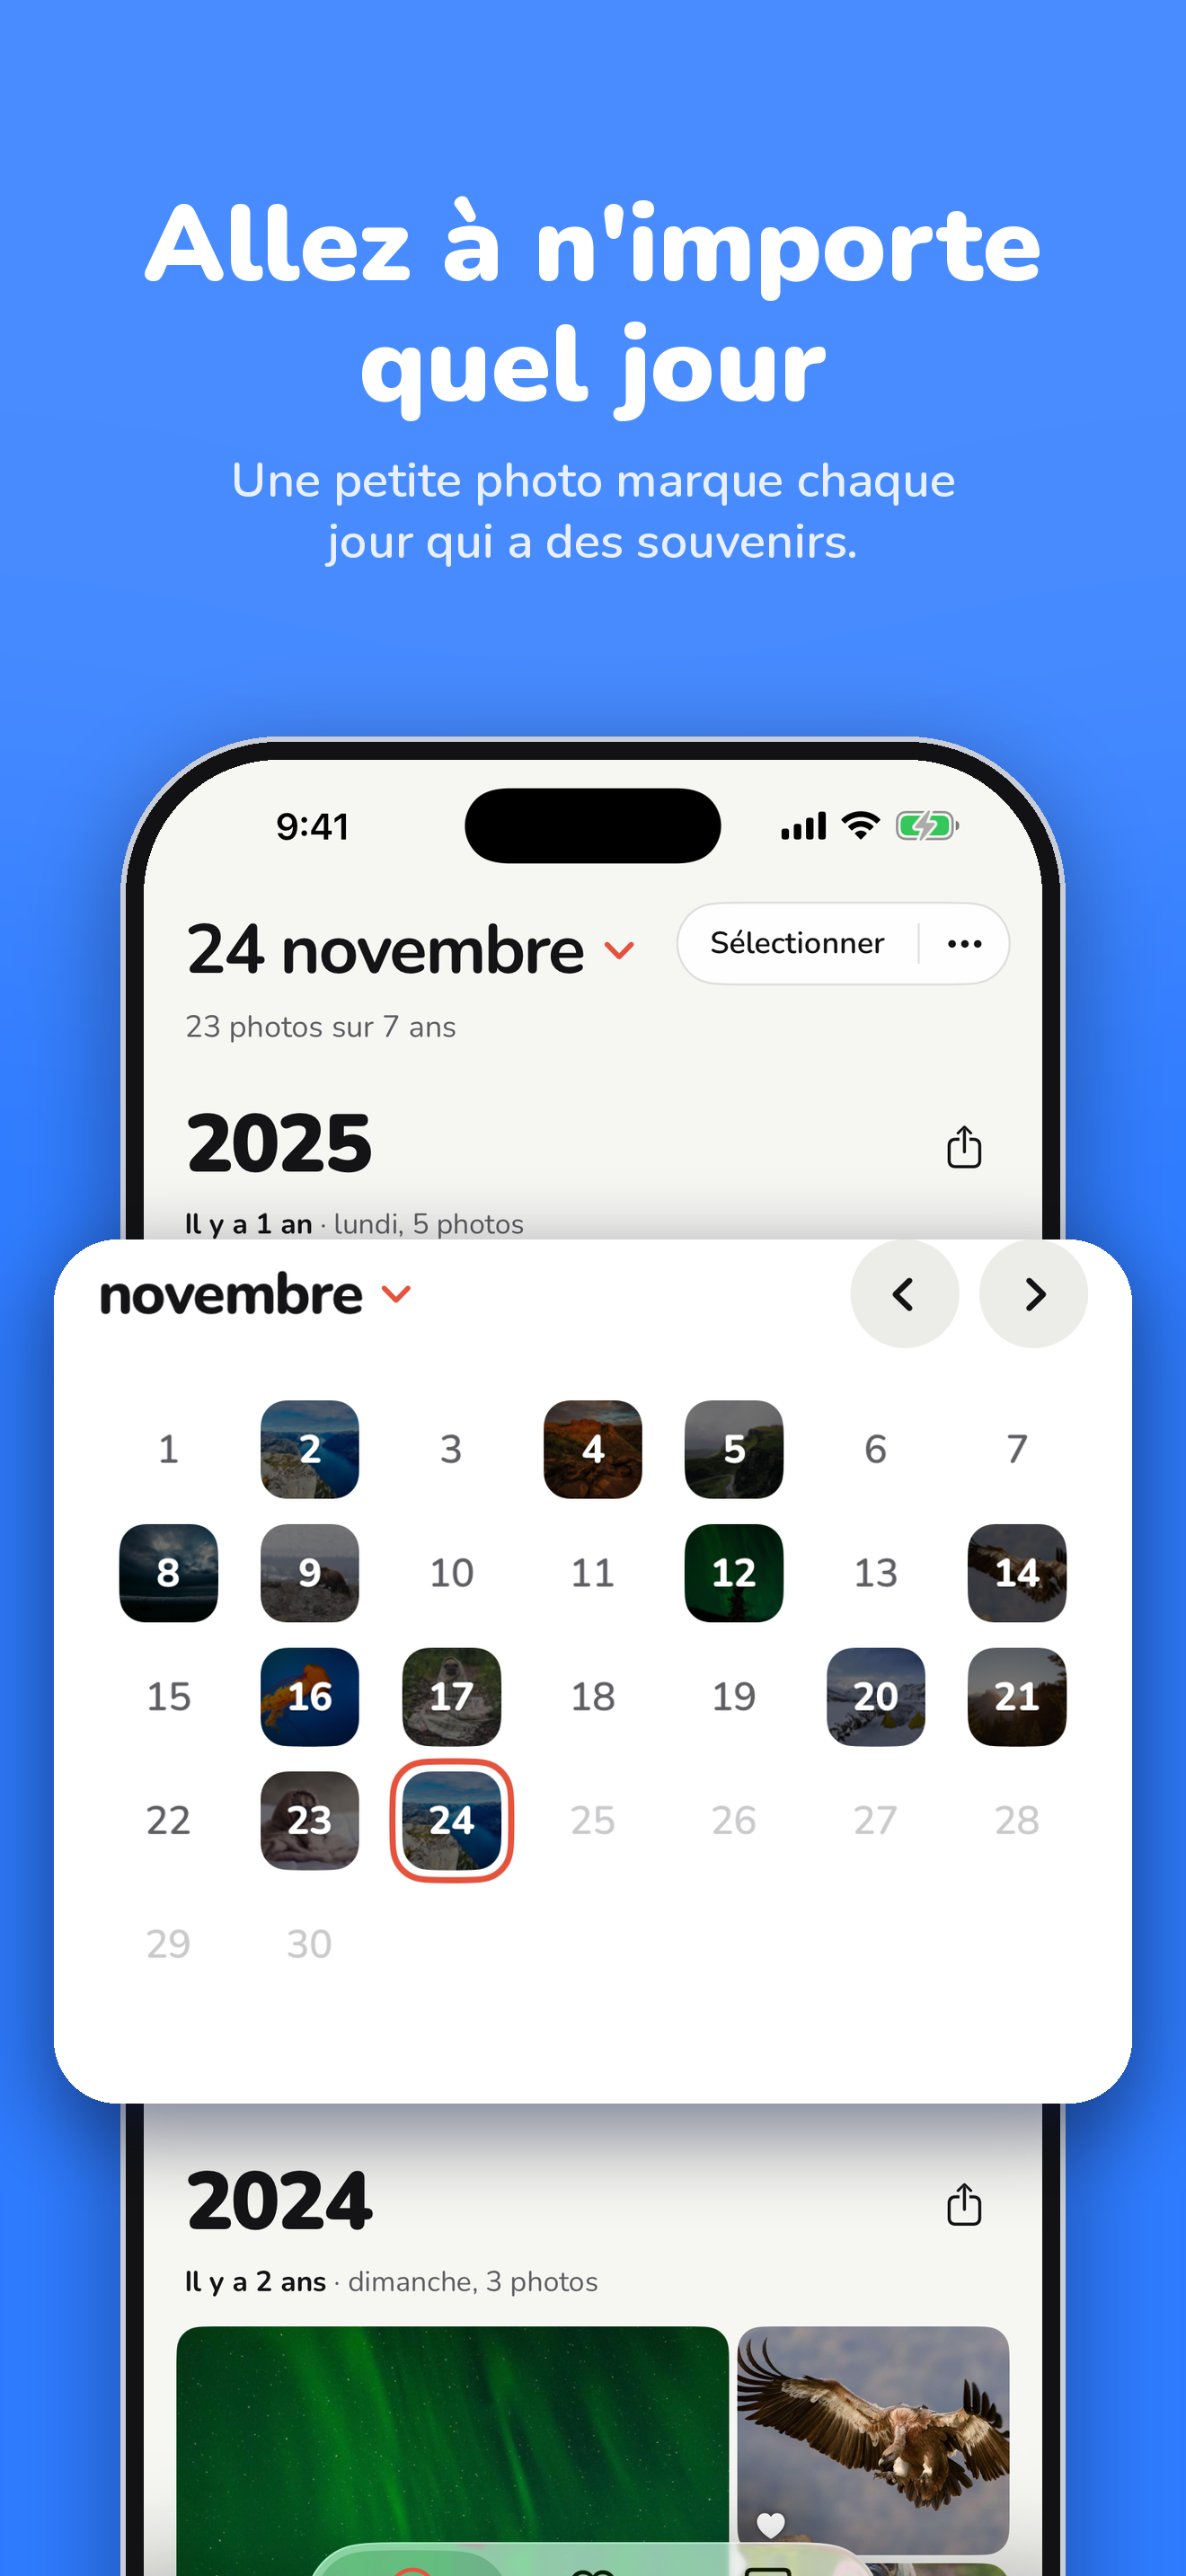 Allez à n'importe
quel jour
Une petite photo marque chaque
jour qui a des souvenirs.
9:41
24 novembre
Sélectionner
23 photos sur 7 ans
2025
Il y a 1 an · lundi, 5 photos
novembre
1 2 3 4 5 6 7
8 9 10 11 12 13 14
15 16 17 18 19 20 21
22 23 24 25 26 27 28
29 30
2024
Il y a 2 ans · dimanche, 3 photos